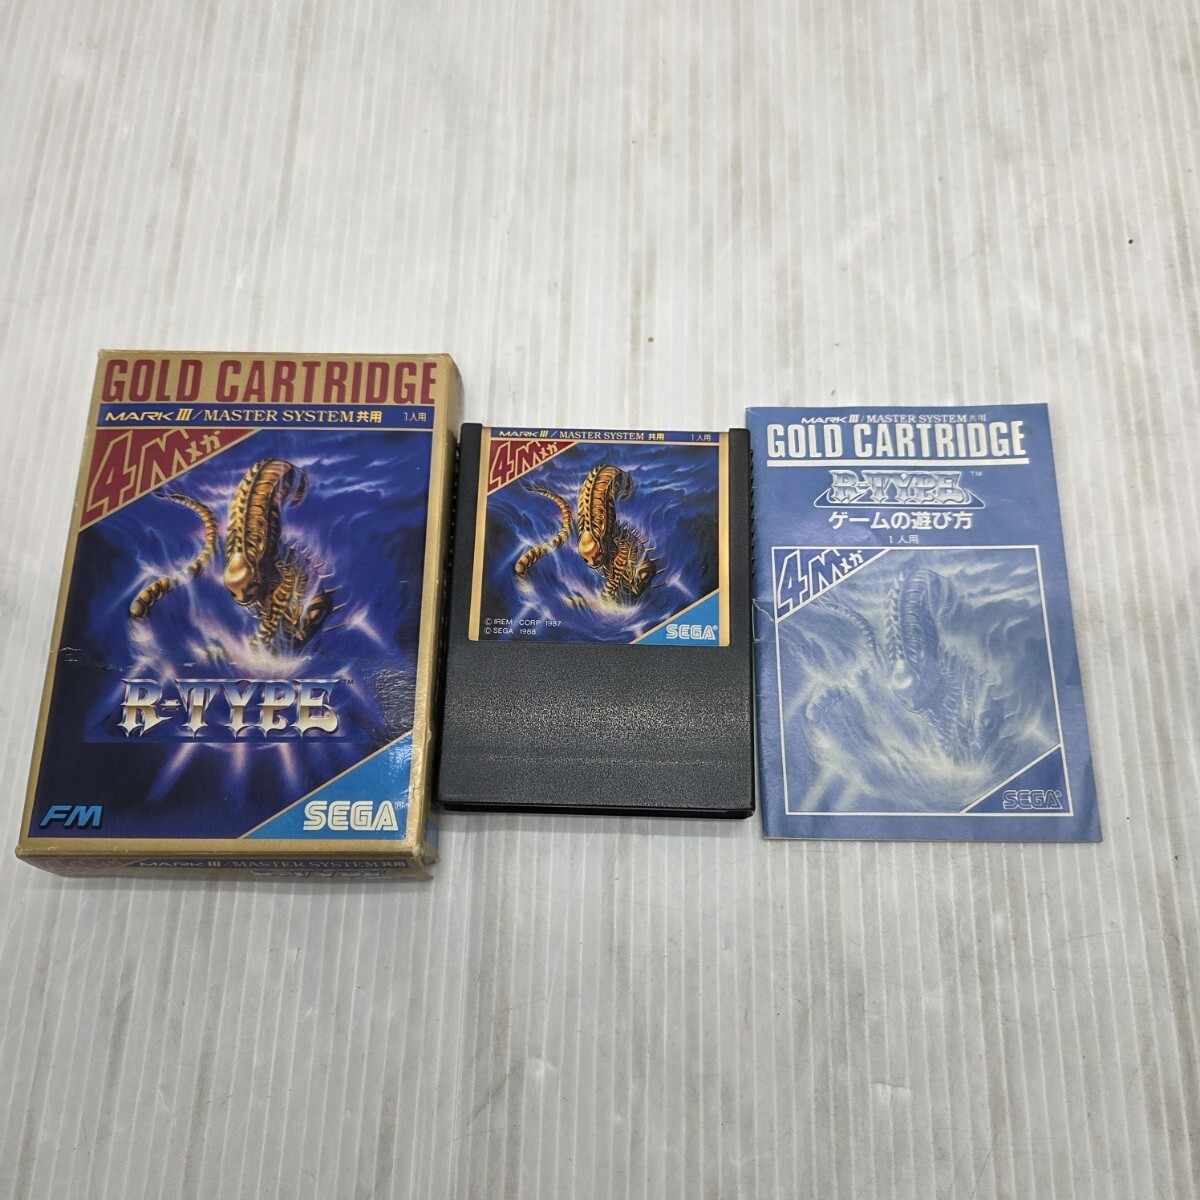 GOLD CARTRIDGE
MARK III/MASTER SYSTEM 共用 1人用
4Mメガ
R-TYPE™
FM
SEGA®
MARK III/MASTER SYSTEM 共用
R-TYPE
MARK III/MASTER SYSTEM 共用 1人用
4Mメガ
© IREM CORP 1987
© SEGA 1988
SEGA®
MARK III/MASTER SYSTEM 共用
GOLD CARTRIDGE
R-TYPE™
ゲームの遊び方
1人用
4Mメガ
SEGA®